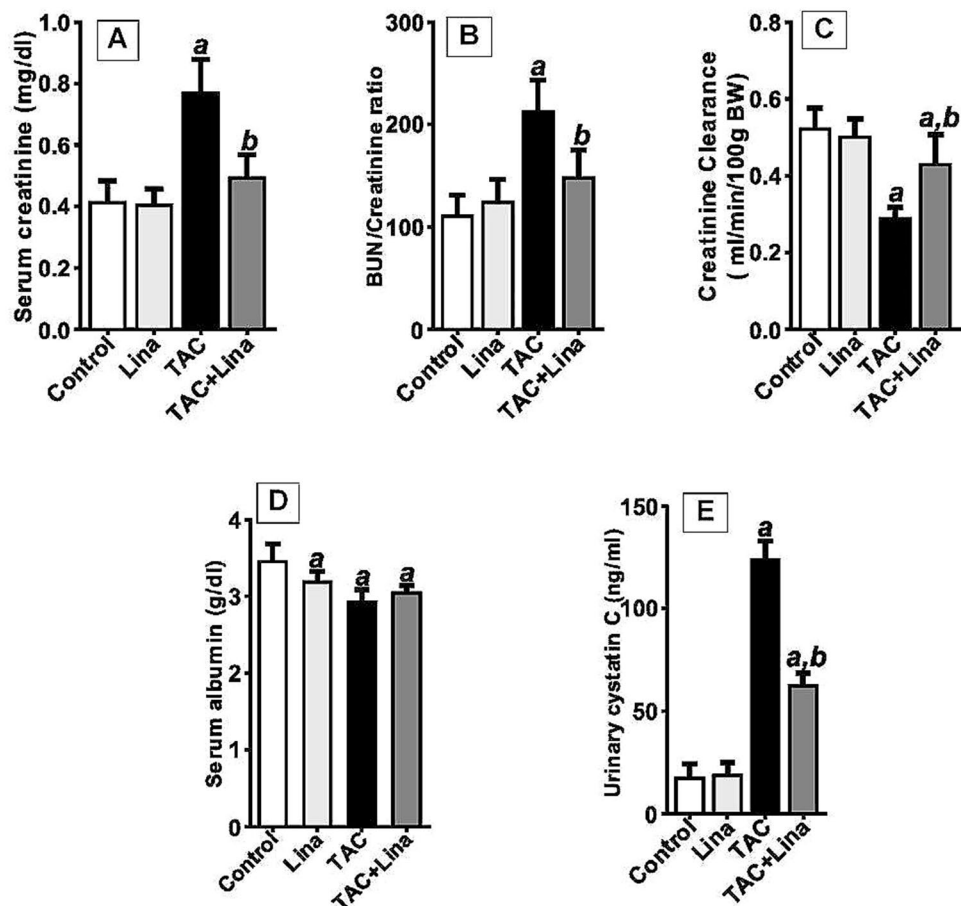 A
Serum creatinine (mg/dl)
1.0
0.8
0.6
0.4
0.2
0.0
a
b
Control
Lina
TAC
TAC+Lina
B
BUN/Creatinine ratio
300
200
100
0
a
b
Control
Lina
TAC
TAC+Lina
C
Creatinine Clearance
( ml/min/100g BW)
0.8
0.6
0.4
0.2
0.0
a
a,b
Control
Lina
TAC
TAC+Lina
D
Serum albumin (g/dl)
4
3
2
1
0
a
a
a
Control
Lina
TAC
TAC+Lina
E
Urinary cystatin C (ng/ml)
150
100
50
0
a
a,b
Control
Lina
TAC
TAC+Lina